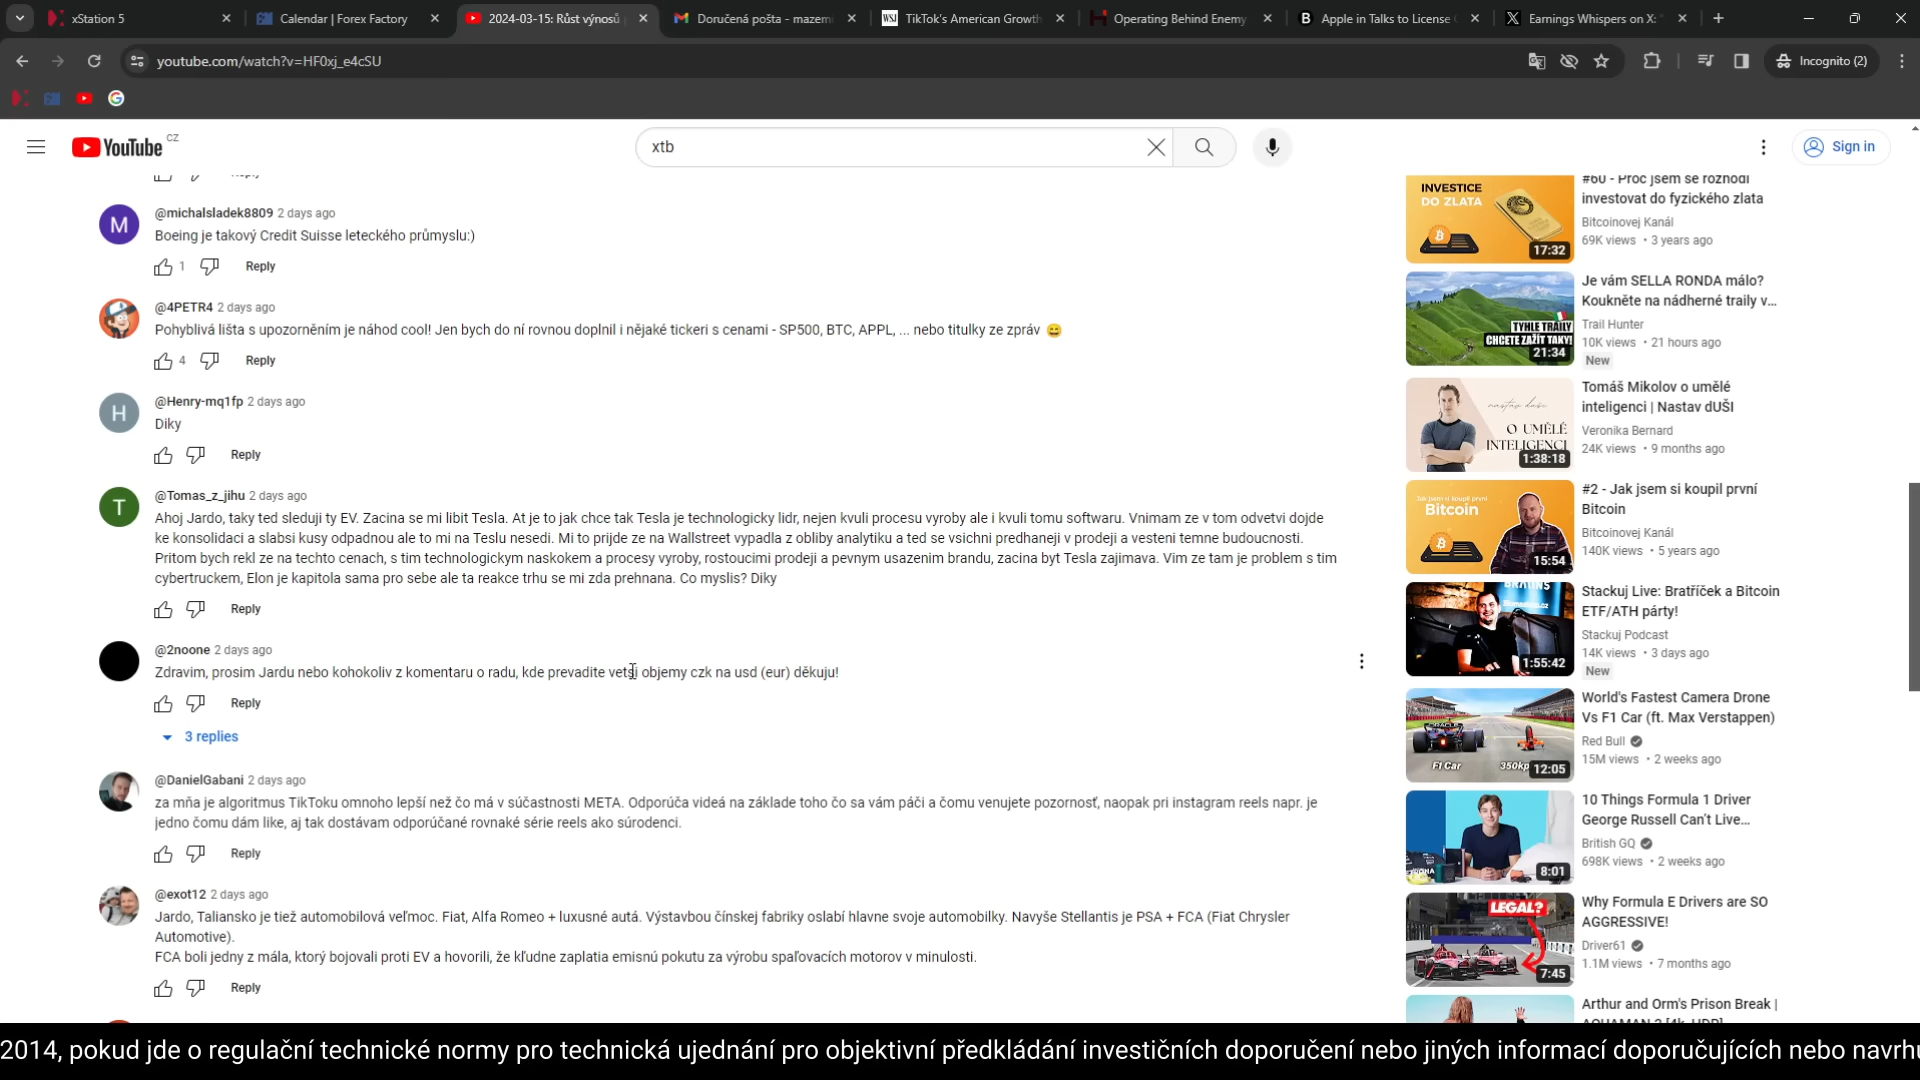 xStation 5
Calendar | Forex Factory
2024-03-15: Růst výnosů
Doručená pošta - mazemi
TikTok's American Growth
Operating Behind Enemy
Apple in Talks to License
Earnings Whispers on X: "
youtube.com/watch?v=HF0xj_e4cSU
Incognito (2)
YouTube CZ
xtb
Sign in
Reply
@michalsladek8809 2 days ago
Boeing je takový Credit Suisse leteckého průmyslu:)
1 Reply
@4PETR4 2 days ago
Pohyblivá lišta s upozorněním je náhod cool! Jen bych do ní rovnou doplnil i nějaké tickeri s cenami - SP500, BTC, APPL, ... nebo titulky ze zpráv 😄
4 Reply
@Henry-mq1fp 2 days ago
Diky
Reply
@Tomas_z_jihu 2 days ago
Ahoj Jardo, taky ted sleduji ty EV. Zacina se mi libit Tesla. At je to jak chce tak Tesla je technologicky lidr, nejen kvuli procesu vyroby ale i kvuli tomu softwaru. Vnimam ze v tom odvetvi dojde
ke konsolidaci a slabsi kusy odpadnou ale to mi na Teslu nesedi. Mi to prijde ze na Wallstreet vypadla z obliby analytiku a ted se vsichni predhaneji v prodeji a vesteni temne budoucnosti.
Pritom bych rekl ze na techto cenach, s tim technologickym naskokem a procesy vyroby, rostoucimi prodeji a pevnym usazenim brandu, zacina byt Tesla zajimava. Vim ze tam je problem s tim
cybertruckem, Elon je kapitola sama pro sebe ale ta reakce trhu se mi zda prehnana. Co myslis? Diky
Reply
@2noone 2 days ago
Zdravim, prosim Jardu nebo kohokoliv z komentaru o radu, kde prevadite vetsi objemy czk na usd (eur) děkuju!
Reply
3 replies
@DanielGabani 2 days ago
za mňa je algoritmus TikToku omnoho lepší než čo má v súčastnosti META. Odporúča videá na základe toho čo sa vám páči a čomu venujete pozornosť, naopak pri instagram reels napr. je
jedno čomu dám like, aj tak dostávam odporúčané rovnaké série reels ako súrodenci.
Reply
@exot12 2 days ago
Jardo, Taliansko je tiež automobilová veľmoc. Fiat, Alfa Romeo + luxusné autá. Výstavbou čínskej fabriky oslabí hlavne svoje automobilky. Navyše Stellantis je PSA + FCA (Fiat Chrysler
Automotive).
FCA boli jedny z mála, ktorý bojovali proti EV a hovorili, že kľudne zaplatia emisnú pokutu za výrobu spaľovacích motorov v minulosti.
Reply
INVESTICE
DO ZLATA
17:32
#60 - Proč jsem se rozhodl
investovat do fyzického zlata
Bitcoinovej Kanál
69K views • 3 years ago
TYHLE TRAILY
CHCETE ZAŽÍT TAKY!
21:34
Je vám SELLA RONDA málo?
Koukněte na nádherné traily v...
Trail Hunter
10K views • 21 hours ago
New
nastav duši
O UMĚLÉ
INTELIGENCI
1:38:18
Tomáš Mikolov o umělé
inteligenci | Nastav dUŠI
Veronika Bernard
24K views • 9 months ago
Jak jsem si koupil první
Bitcoin
15:54
#2 - Jak jsem si koupil první
Bitcoin
Bitcoinovej Kanál
140K views • 5 years ago
1:55:42
Stackuj Live: Bratříček a Bitcoin
ETF/ATH párty!
Stackuj Podcast
14K views • 3 days ago
New
F1 Car
12:05
World's Fastest Camera Drone
Vs F1 Car (ft. Max Verstappen)
Red Bull
15M views • 2 weeks ago
8:01
10 Things Formula 1 Driver
George Russell Can't Live...
British GQ
698K views • 2 weeks ago
LEGAL?
7:45
Why Formula E Drivers are SO
AGGRESSIVE!
Driver61
1.1M views • 7 months ago
Arthur and Orm's Prison Break |
2014, pokud jde o regulační technické normy pro technická ujednání pro objektivní předkládání investičních doporučení nebo jiných informací doporučujících nebo navrhu